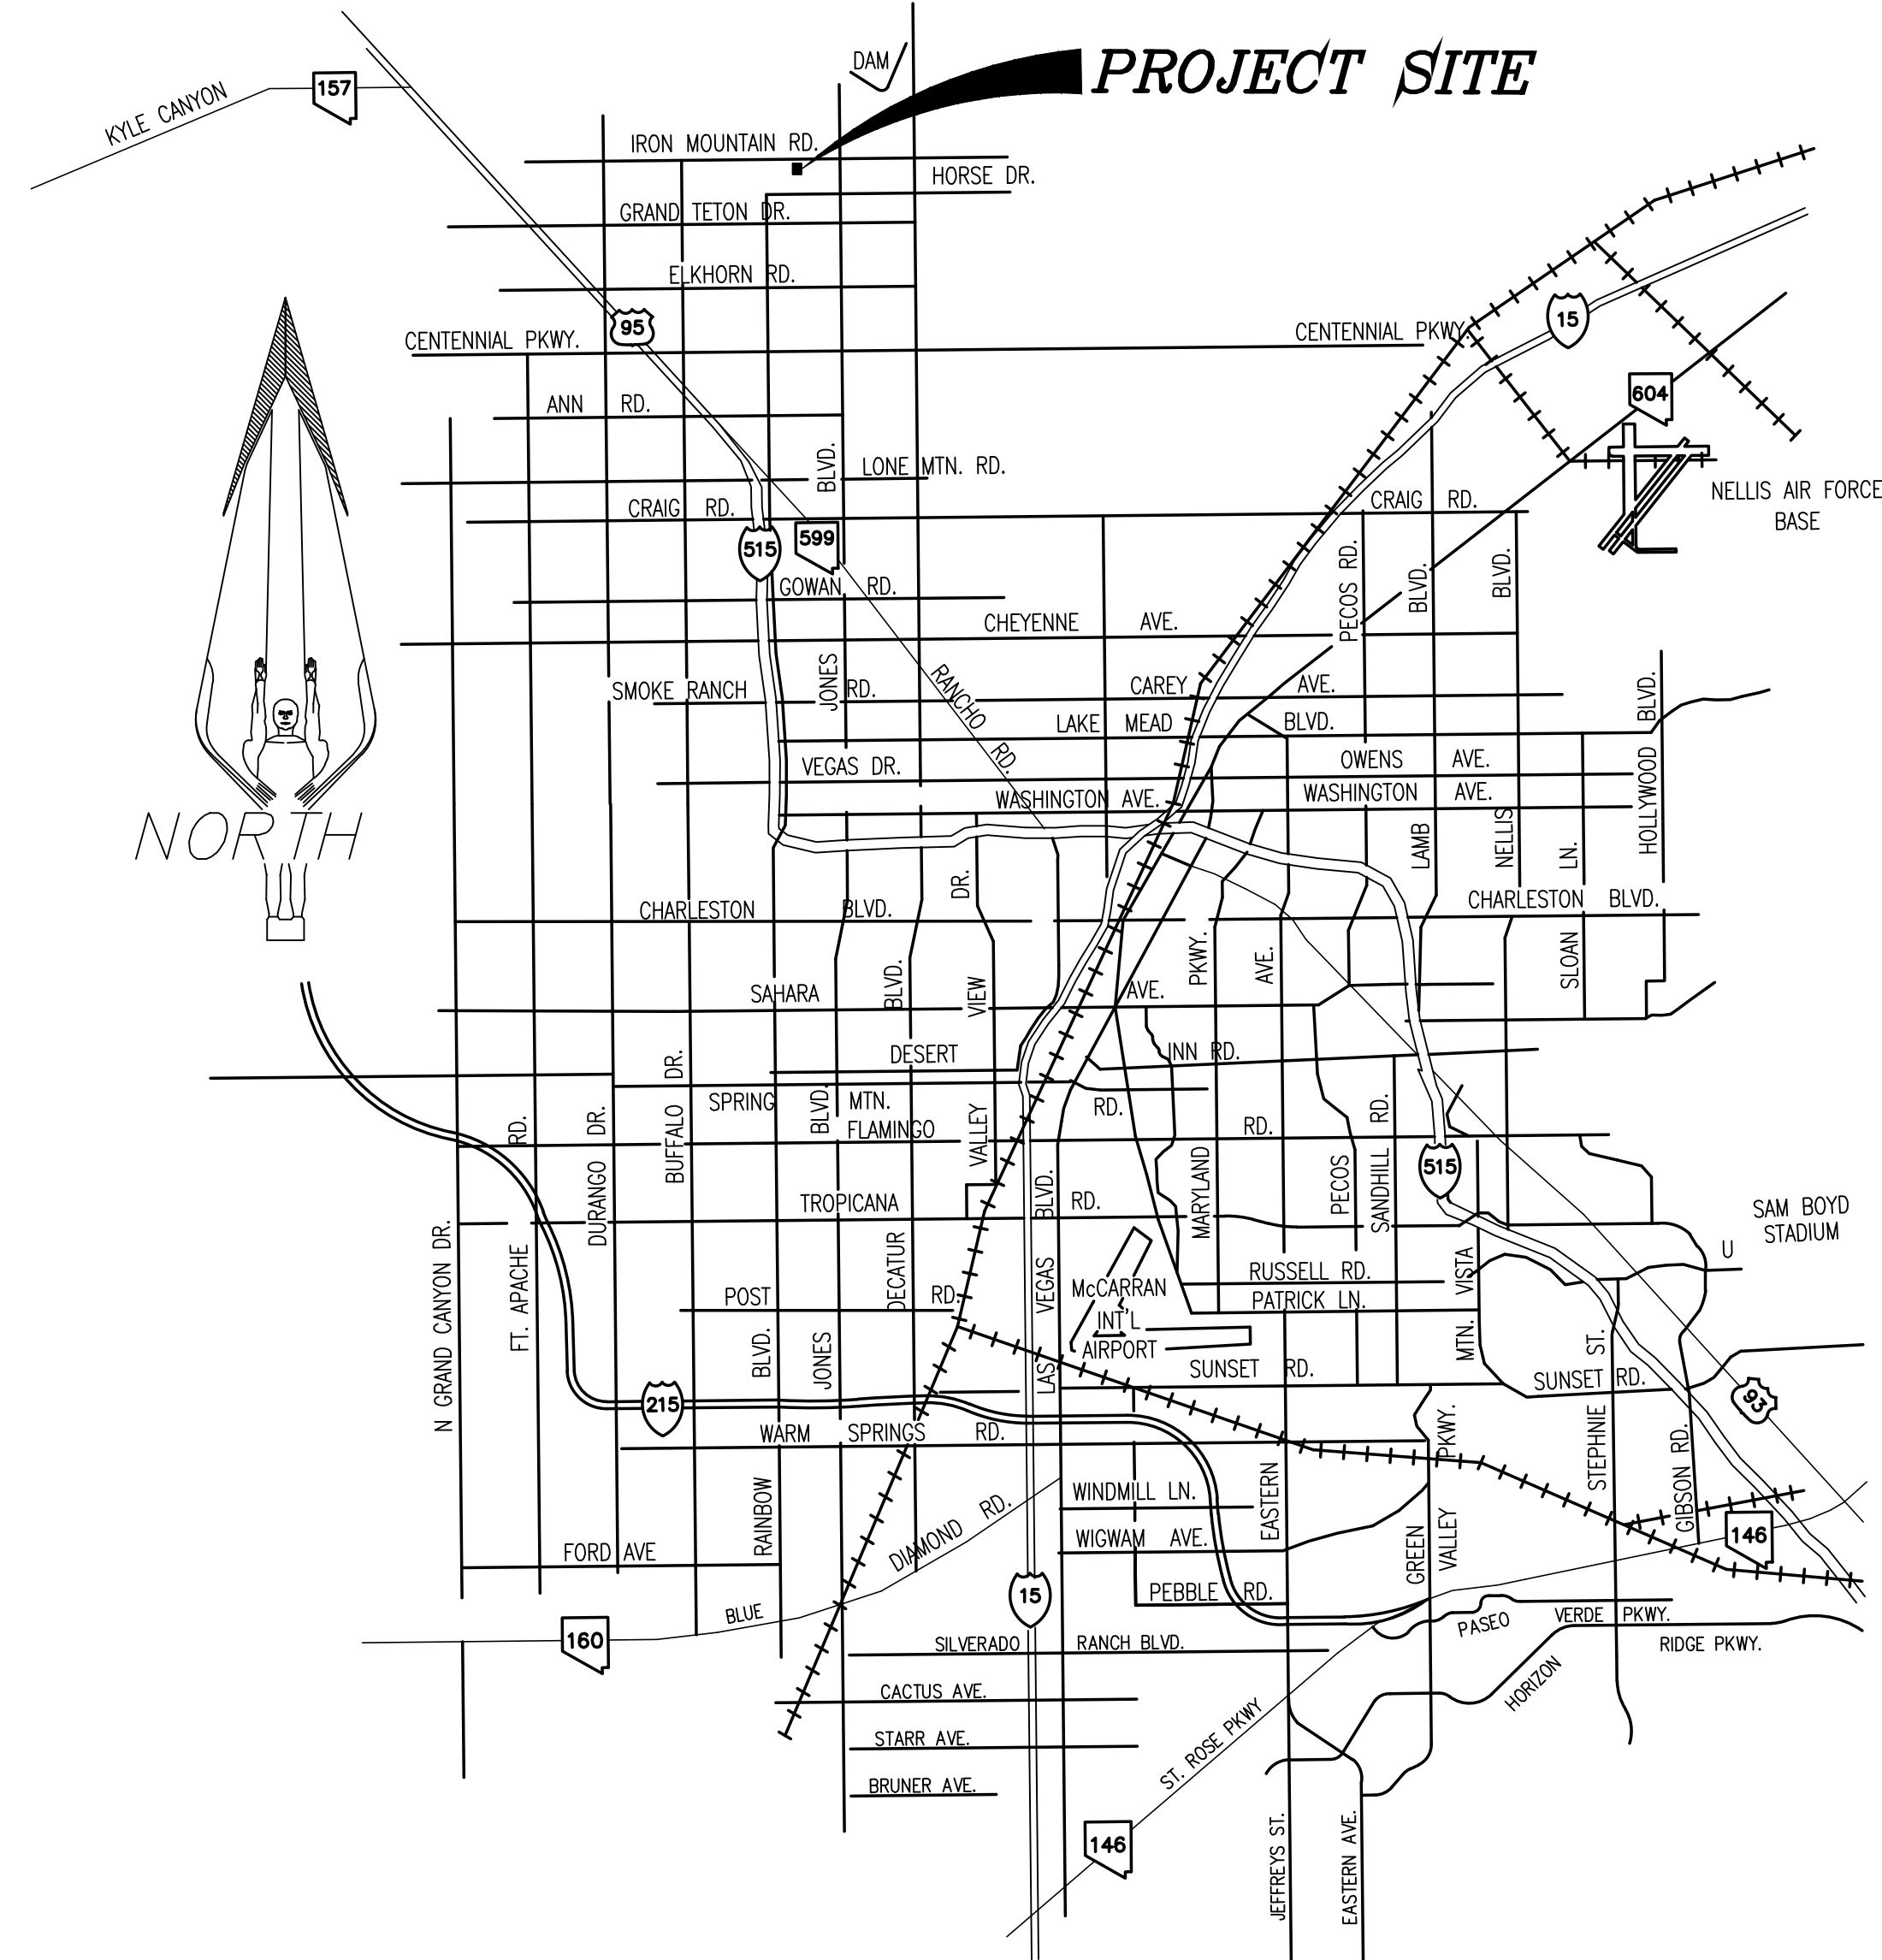 DAM
PROJECT SITE
157
KYLE CANYON
IRON MOUNTAIN RD.
HORSE DR.
GRAND TETON DR.
ELKHORN RD.
95
15
CENTENNIAL PKWY.
CENTENNIAL PKWY.
604
ANN RD.
BLVD.
LONE MTN. RD.
NELLIS AIR FORCE
BASE
CRAIG RD.
CRAIG RD.
515
599
PECOS RD.
BLVD.
BLVD.
GOWAN RD.
CHEYENNE AVE.
JONES
SMOKE RANCH RD.
RANCHO RD.
CAREY AVE.
BLVD.
LAKE MEAD BLVD.
VEGAS DR.
OWENS AVE.
WASHINGTON AVE.
WASHINGTON AVE.
HOLLYWOOD
NORTH
LAMB
NELLIS
LN.
DR.
CHARLESTON BLVD.
CHARLESTON BLVD.
SLOAN
PKWY.
AVE.
BLVD.
VIEW
SAHARA AVE.
DESERT INN RD.
DR.
SPRING MTN. RD.
BLVD.
RD.
RD.
DR.
FLAMINGO RD.
BUFFALO
VALLEY
515
DURANGO
MARYLAND
PECOS
SANDHILL
BLVD.
TROPICANA RD.
SAM BOYD
STADIUM
U
N GRAND CANYON DR.
FT. APACHE
DECATUR
VEGAS
VISTA
RUSSELL RD.
McCARRAN
INT'L
AIRPORT
PATRICK LN.
POST RD.
BLVD.
JONES
LAS
MTN.
ST.
SUNSET RD.
SUNSET RD.
215
93
WARM SPRINGS RD.
PKWY.
STEPHNIE
GIBSON RD.
RAINBOW
WINDMILL LN.
EASTERN
DIAMOND RD.
WIGWAM AVE.
GREEN
VALLEY
146
FORD AVE
PEBBLE RD.
15
BLUE
160
PASEO VERDE PKWY.
SILVERADO RANCH BLVD.
HORIZON RIDGE PKWY.
CACTUS AVE.
STARR AVE.
ST. ROSE PKWY
BRUNER AVE.
146
JEFFREYS ST.
EASTERN AVE.